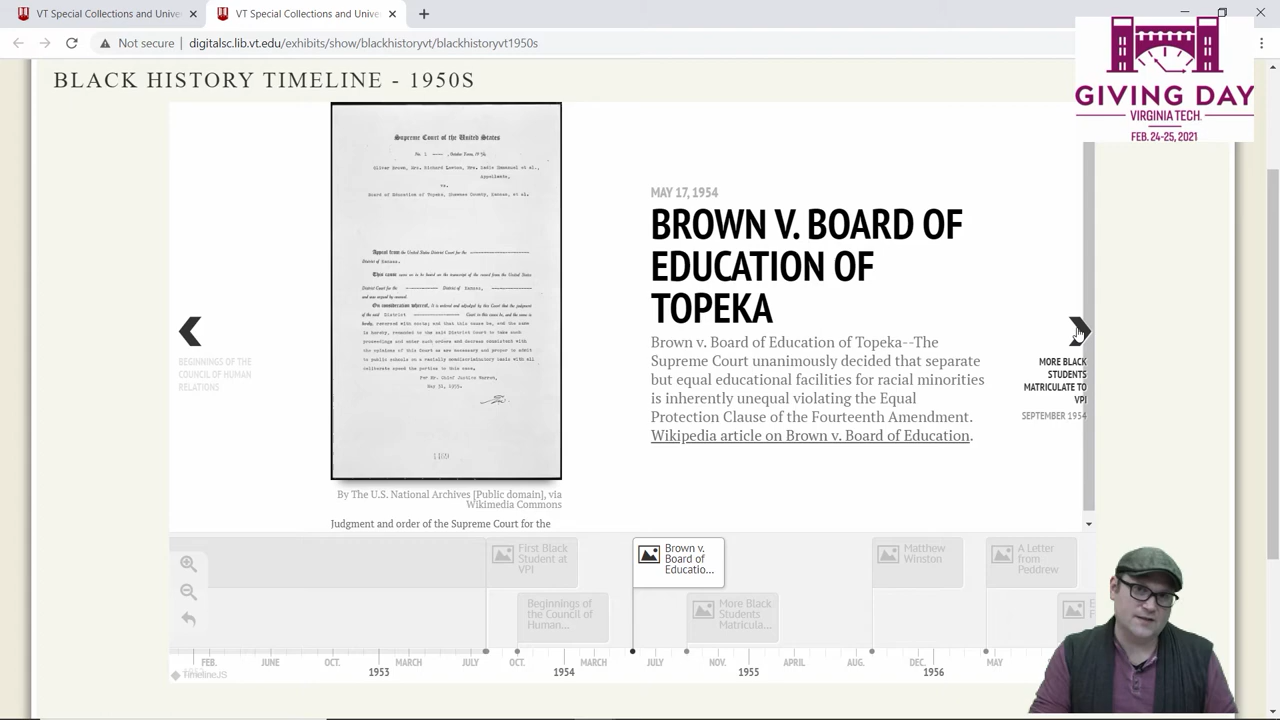 VT Special Collections and Unive
VT Special Collections and Unive
Not secure
digitalsc.lib.vt.edu/exhibits/show/blackhistoryvt/blackhistoryvt1950s
GIVING DAY
VIRGINIA TECH.
FEB. 24-25, 2021
BLACK HISTORY TIMELINE - 1950S
Supreme Court of the United States
vs.
MAY 17, 1954
BROWN V. BOARD OF
EDUCATION OF
TOPEKA
Brown v. Board of Education of Topeka--The
Supreme Court unanimously decided that separate
but equal educational facilities for racial minorities
is inherently unequal violating the Equal
Protection Clause of the Fourteenth Amendment.
Wikipedia article on Brown v. Board of Education.
BEGINNINGS OF THE
COUNCIL OF HUMAN
RELATIONS
MORE BLACK
STUDENTS
MATRICULATE TO
VPI
SEPTEMBER 1954
By The U.S. National Archives [Public domain], via
Wikimedia Commons
Judgment and order of the Supreme Court for the
First Black
Student at
VPI
Brown v.
Board of
Educatio...
Matthew
Winston
A Letter
from
Peddrew
Beginnings of
the Council of
Human...
More Black
Students
Matricula...
FEB. JUNE OCT. MARCH JULY OCT. MARCH JULY NOV. APRIL AUG. DEC. MAY
1953 1954 1955 1956
TimelineJS